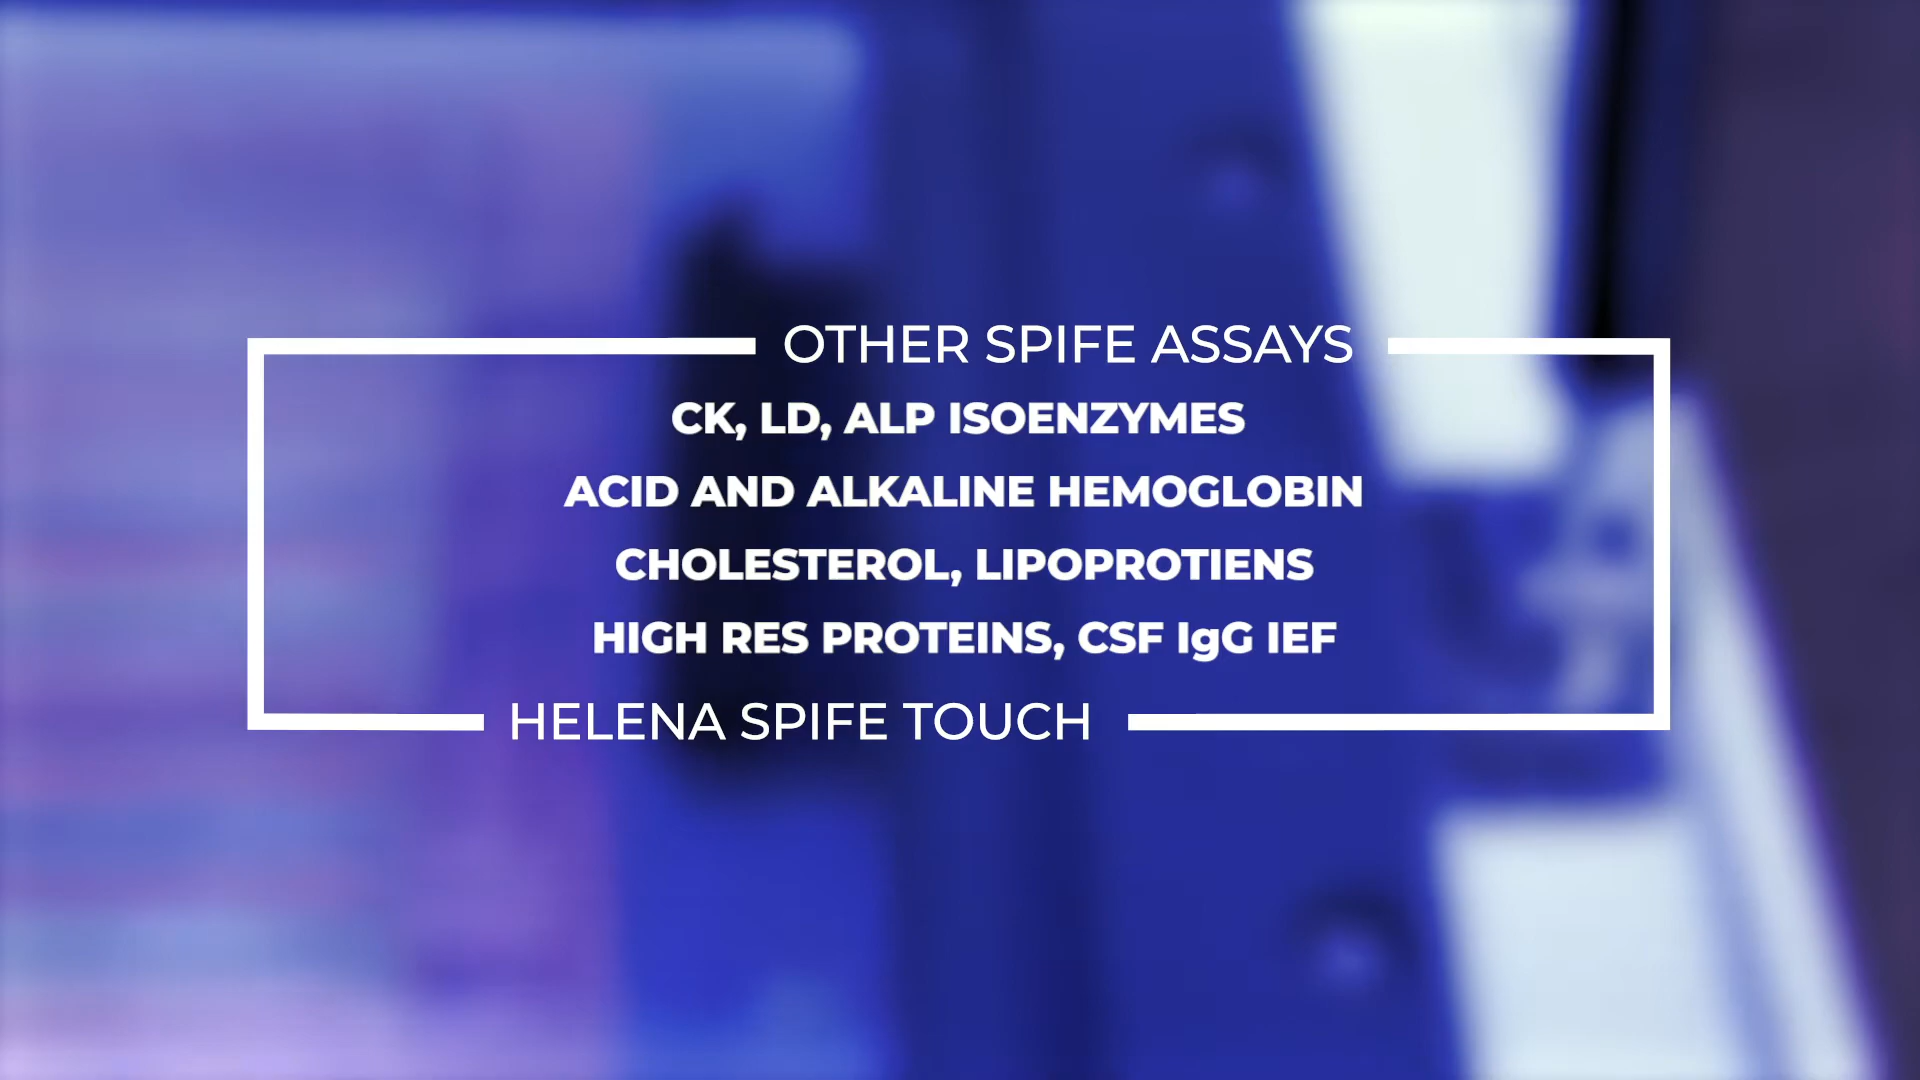 OTHER SPIFE ASSAYS
CK, LD, ALP ISOENZYMES
ACID AND ALKALINE HEMOGLOBIN
CHOLESTEROL, LIPOPROTIENS
HIGH RES PROTEINS, CSF IgG IEF
HELENA SPIFE TOUCH